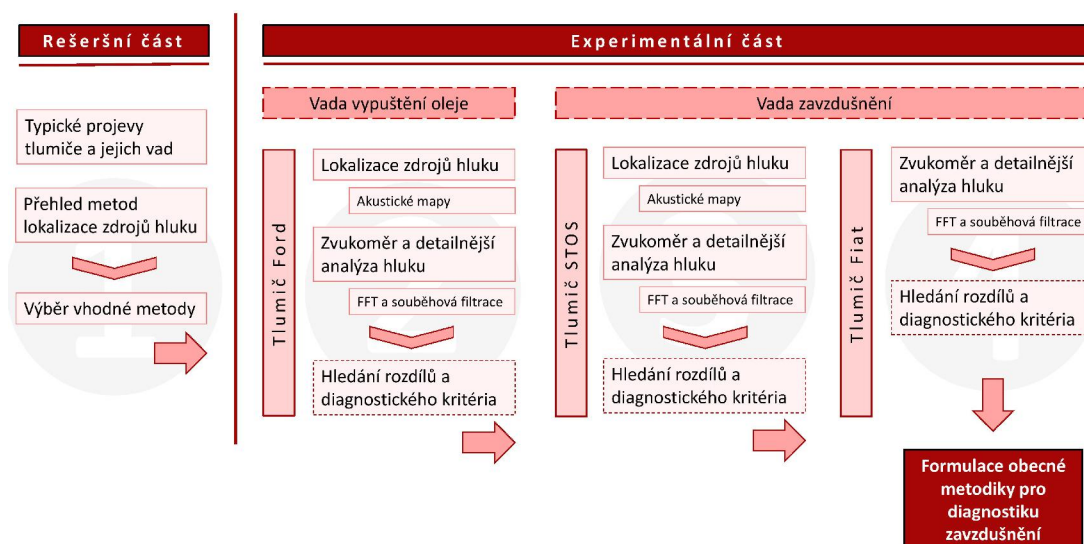 Rešeršní část
Typické projevy
tlumiče a jejich vad
Přehled metod
lokalizace zdrojů hluku
Výběr vhodné metody
1
Experimentální část
Vada vypuštění oleje
Tlumič Ford
Lokalizace zdrojů hluku
Akustické mapy
Zvukoměr a detailnější
analýza hluku
FFT a souběhová filtrace
Hledání rozdílů a
diagnostického kritéria
2
Vada zavzdušnění
Tlumič STOS
Lokalizace zdrojů hluku
Akustické mapy
Zvukoměr a detailnější
analýza hluku
FFT a souběhová filtrace
Hledání rozdílů a
diagnostického kritéria
3
Tlumič Fiat
Zvukoměr a detailnější
analýza hluku
FFT a souběhová filtrace
Hledání rozdílů a
diagnostického kritéria
4
Formulace obecné
metodiky pro
diagnostiku
zavzdušnění